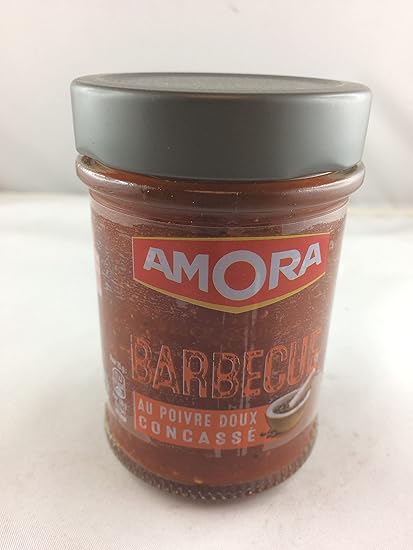 AMORA
BARBECUE
AU POIVRE DOUX
CONCASSÉ